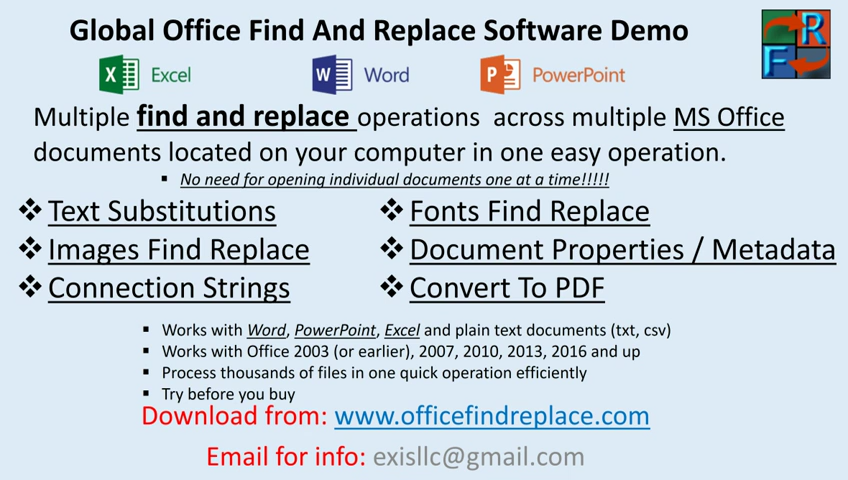 Global Office Find And Replace Software Demo
R
F
X Excel
W Word
P PowerPoint
Multiple find and replace operations across multiple MS Office
documents located on your computer in one easy operation.
▪ No need for opening individual documents one at a time!!!!!
❖ Text Substitutions
❖ Images Find Replace
❖ Connection Strings
❖ Fonts Find Replace
❖ Document Properties / Metadata
❖ Convert To PDF
▪ Works with Word, PowerPoint, Excel and plain text documents (txt, csv)
▪ Works with Office 2003 (or earlier), 2007, 2010, 2013, 2016 and up
▪ Process thousands of files in one quick operation efficiently
▪ Try before you buy
Download from: www.officefindreplace.com
Email for info: exisllc@gmail.com